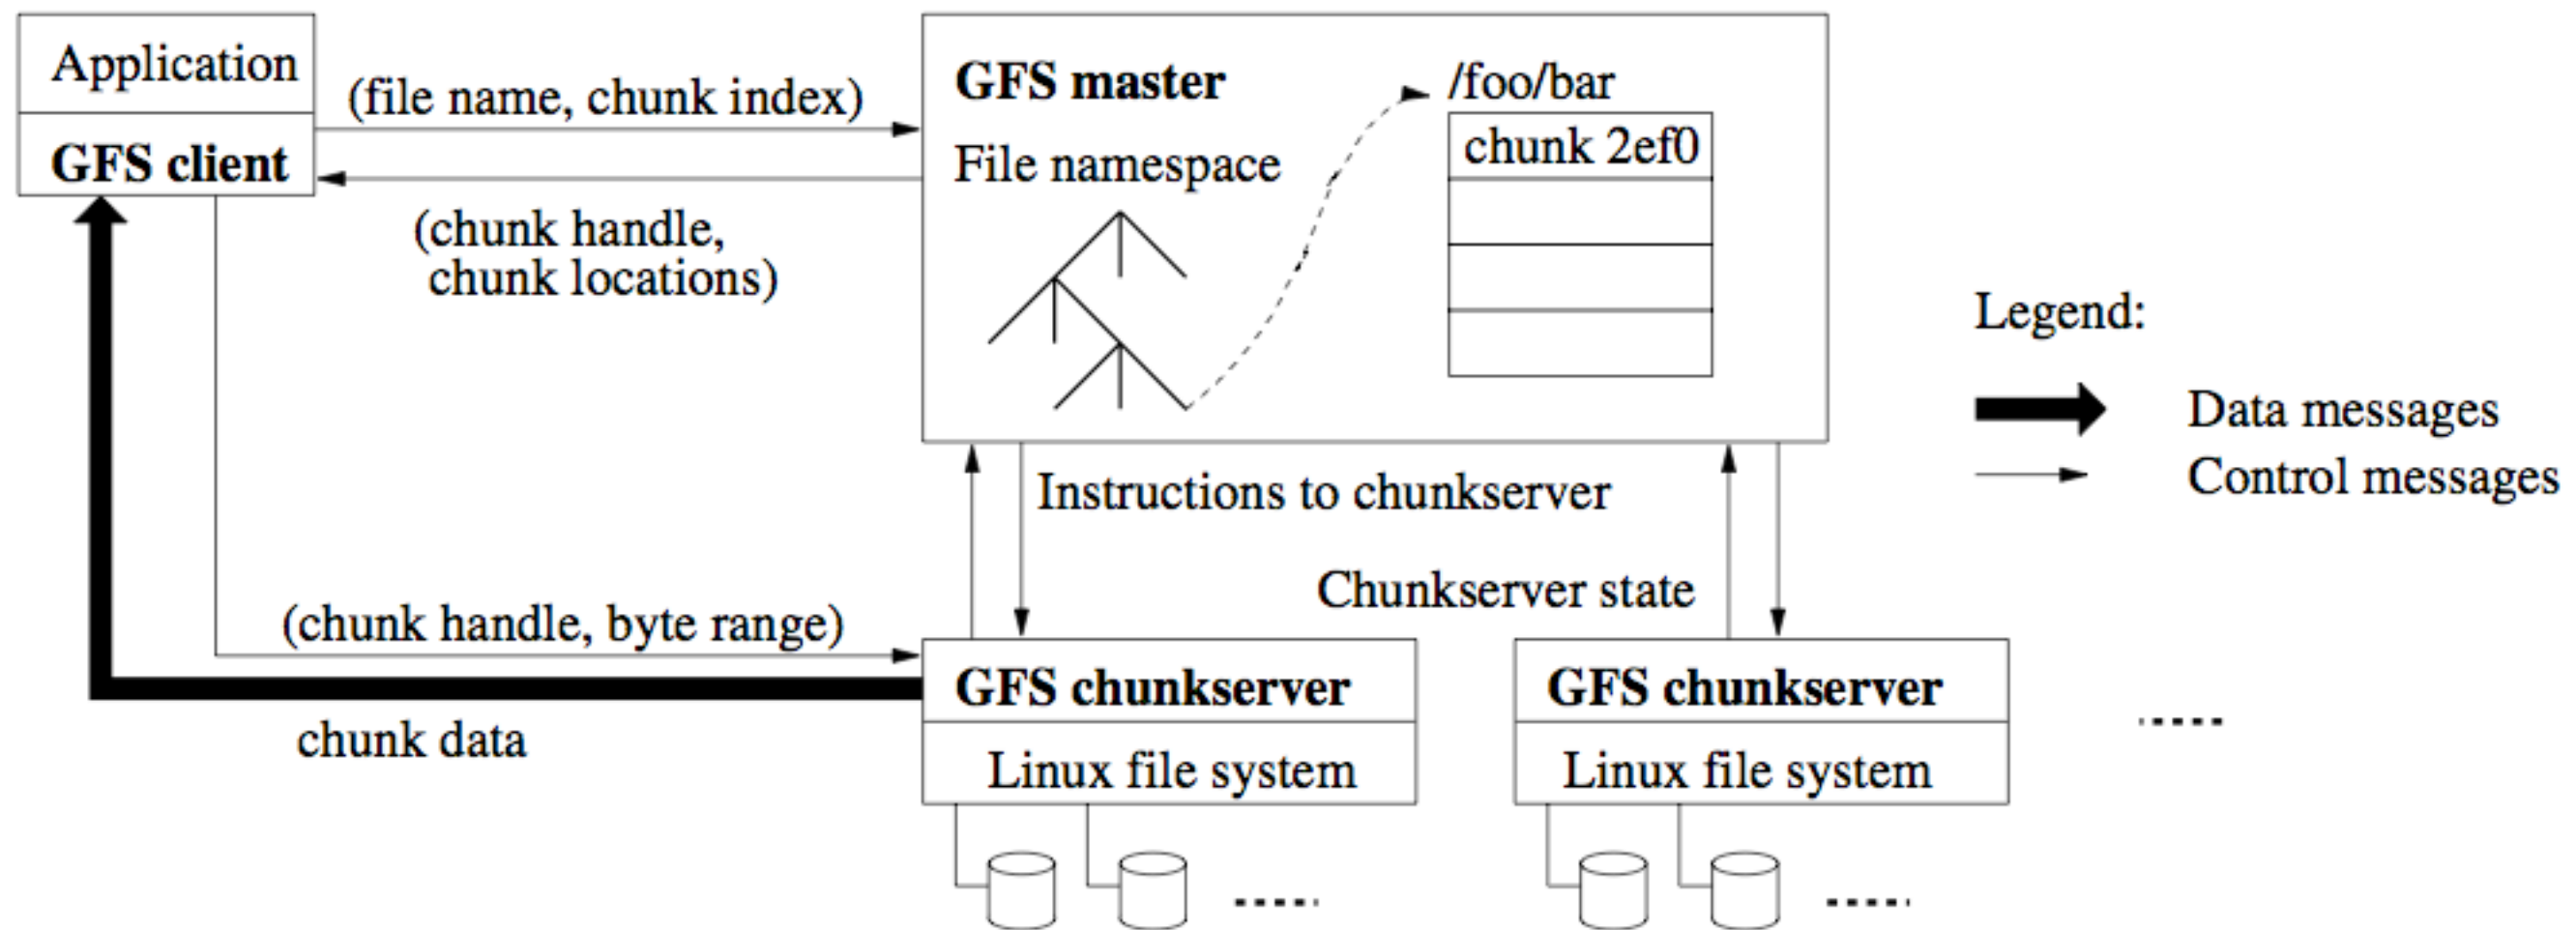 Application
GFS client
(file name, chunk index)
(chunk handle,
chunk locations)
GFS master
File namespace
/foo/bar
chunk 2ef0
Legend:
Data messages
Control messages
Instructions to chunkserver
Chunkserver state
(chunk handle, byte range)
chunk data
GFS chunkserver
Linux file system
GFS chunkserver
Linux file system